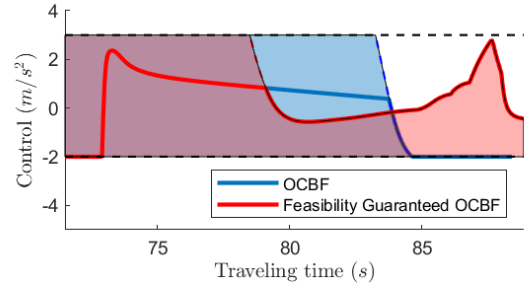 4
2
0
-2
-4
Control (m/s²)
OCBF
Feasibility Guaranteed OCBF
75
80
85
Traveling time (s)